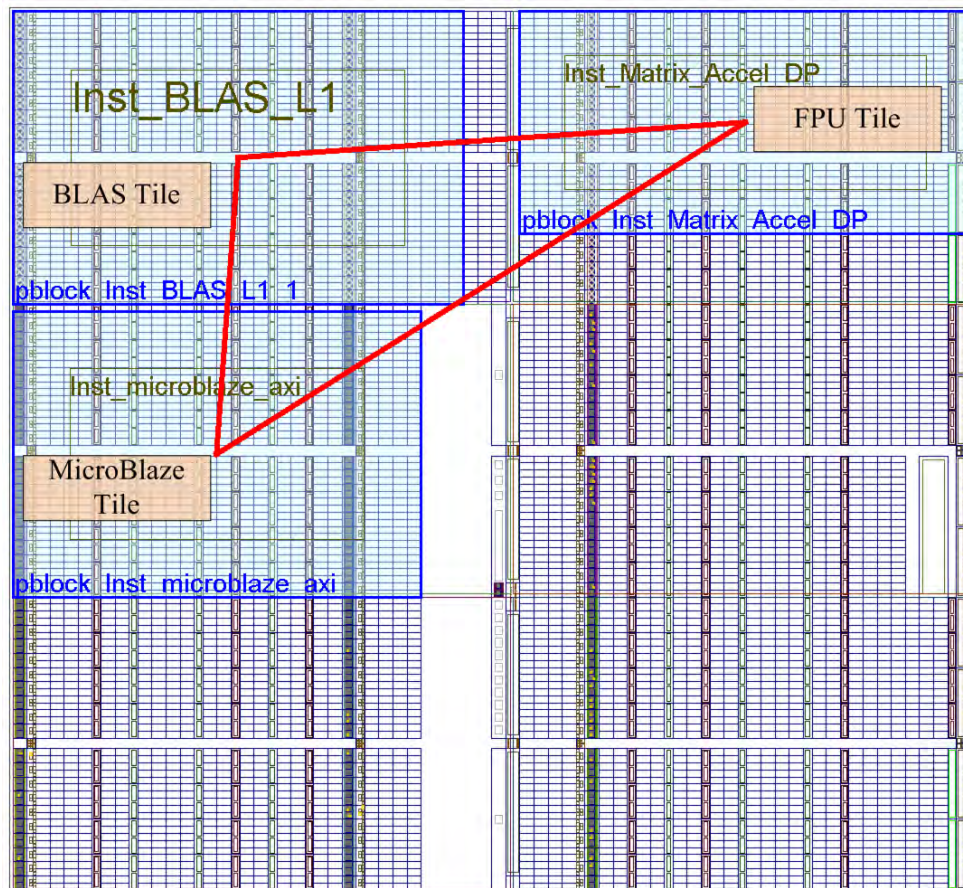 Inst_BLAS_L1
Inst_Matrix_Accel_DP
FPU Tile
BLAS Tile
pblock_Inst_Matrix_Accel_DP
pblock_Inst_BLAS_L1_1
Inst_microblaze_axi
MicroBlaze
Tile
pblock_Inst_microblaze_axi